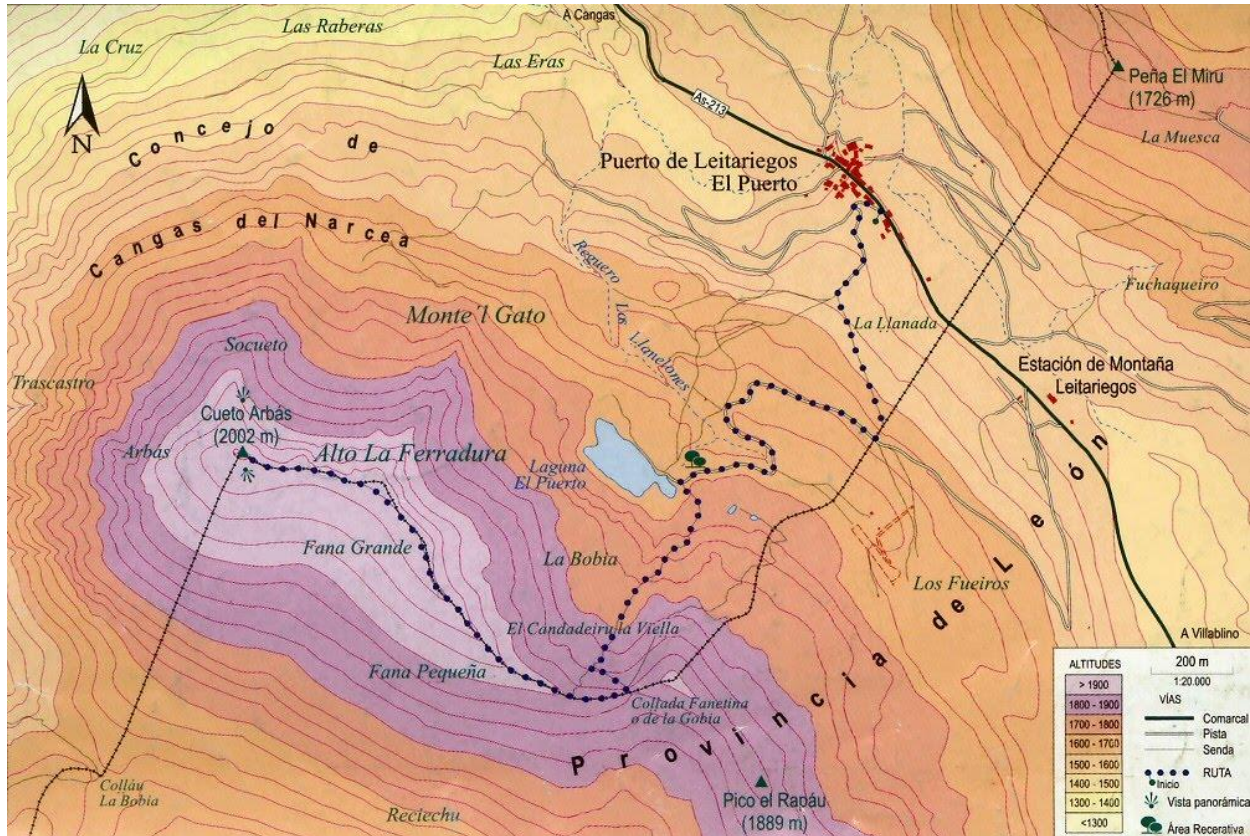 A Cangas
Las Raberas
La Cruz
Las Eras
Peña El Miru
(1726 m)
La Muesca
As-213
N
Concejo de
Cangas del Narcea
Puerto de Leitariegos
El Puerto
Reguero Los Llanetones
Fuchaqueiro
Monte'l Gato
La Llanada
Socueto
Estación de Montaña
Leitariegos
Trascastro
Cueto Arbás
(2002 m)
Arbás
Alto La Ferradura
Laguna
El Puerto
Fana Grande
La Bobia
Los Fueiros
El Candadeiru la Viella
A Villablino
Fana Pequeña
Collada Fanetina
o de la Gobia
Provincia de León
Colláu
La Bobia
Reciechu
Pico el Rapáu
(1889 m)
ALTITUDES
> 1900
1800 - 1900
1700 - 1800
1600 - 1700
1500 - 1600
1400 - 1500
1300 - 1400
<1300
200 m
1:20.000
VÍAS
Comarcal
Pista
Senda
RUTA
Inicio
Vista panorámica
Área Recerativa